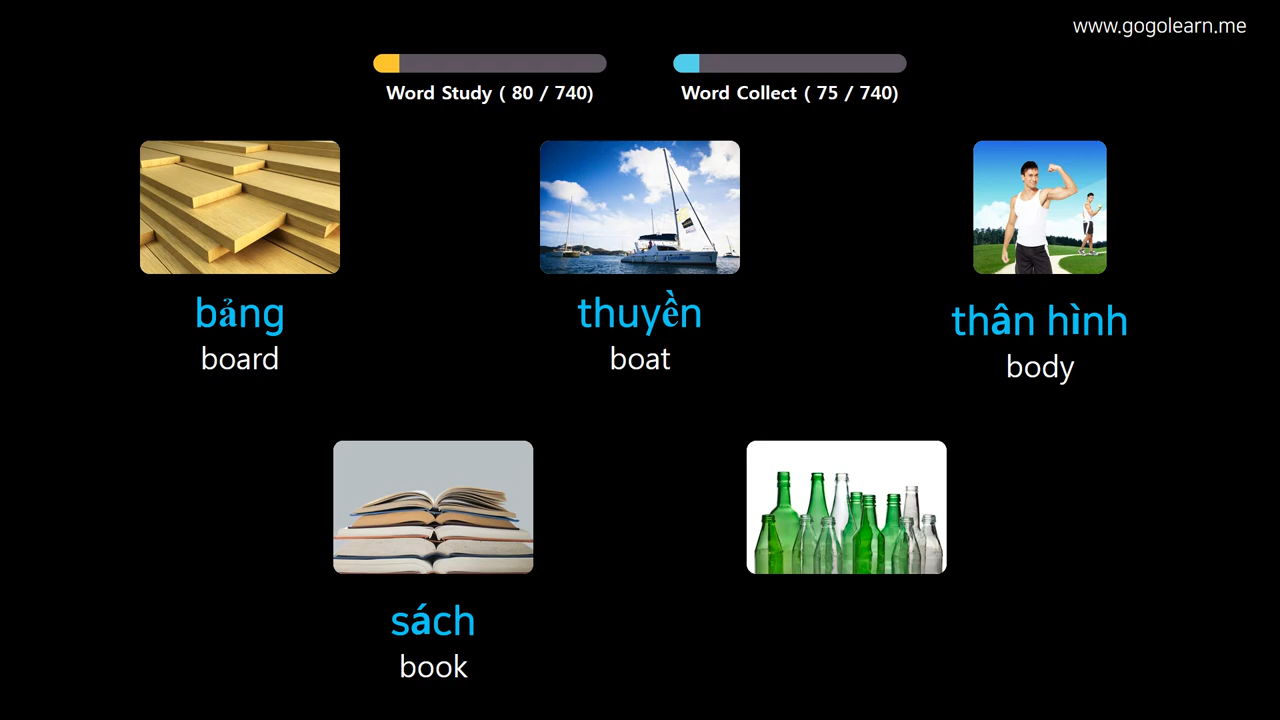 www.gogolearn.me
Word Study ( 80 / 740)
Word Collect ( 75 / 740)
bảng
board
thuyền
boat
thân hình
body
sách
book